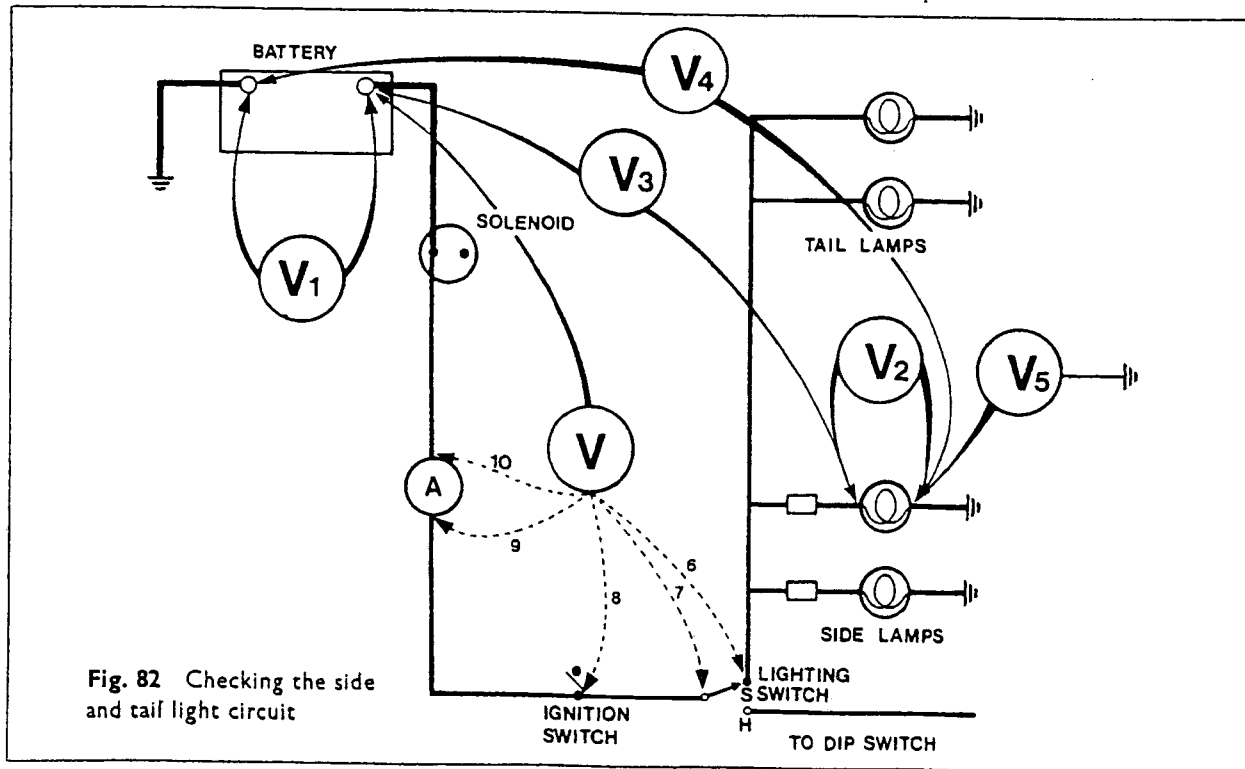 BATTERY
V4
V3
SOLENOID
TAIL LAMPS
V1
V2
V5
V
10
A
9
8
6
7
SIDE LAMPS
Fig. 82 Checking the side
and tail light circuit
IGNITION
SWITCH
LIGHTING
S SWITCH
H
TO DIP SWITCH